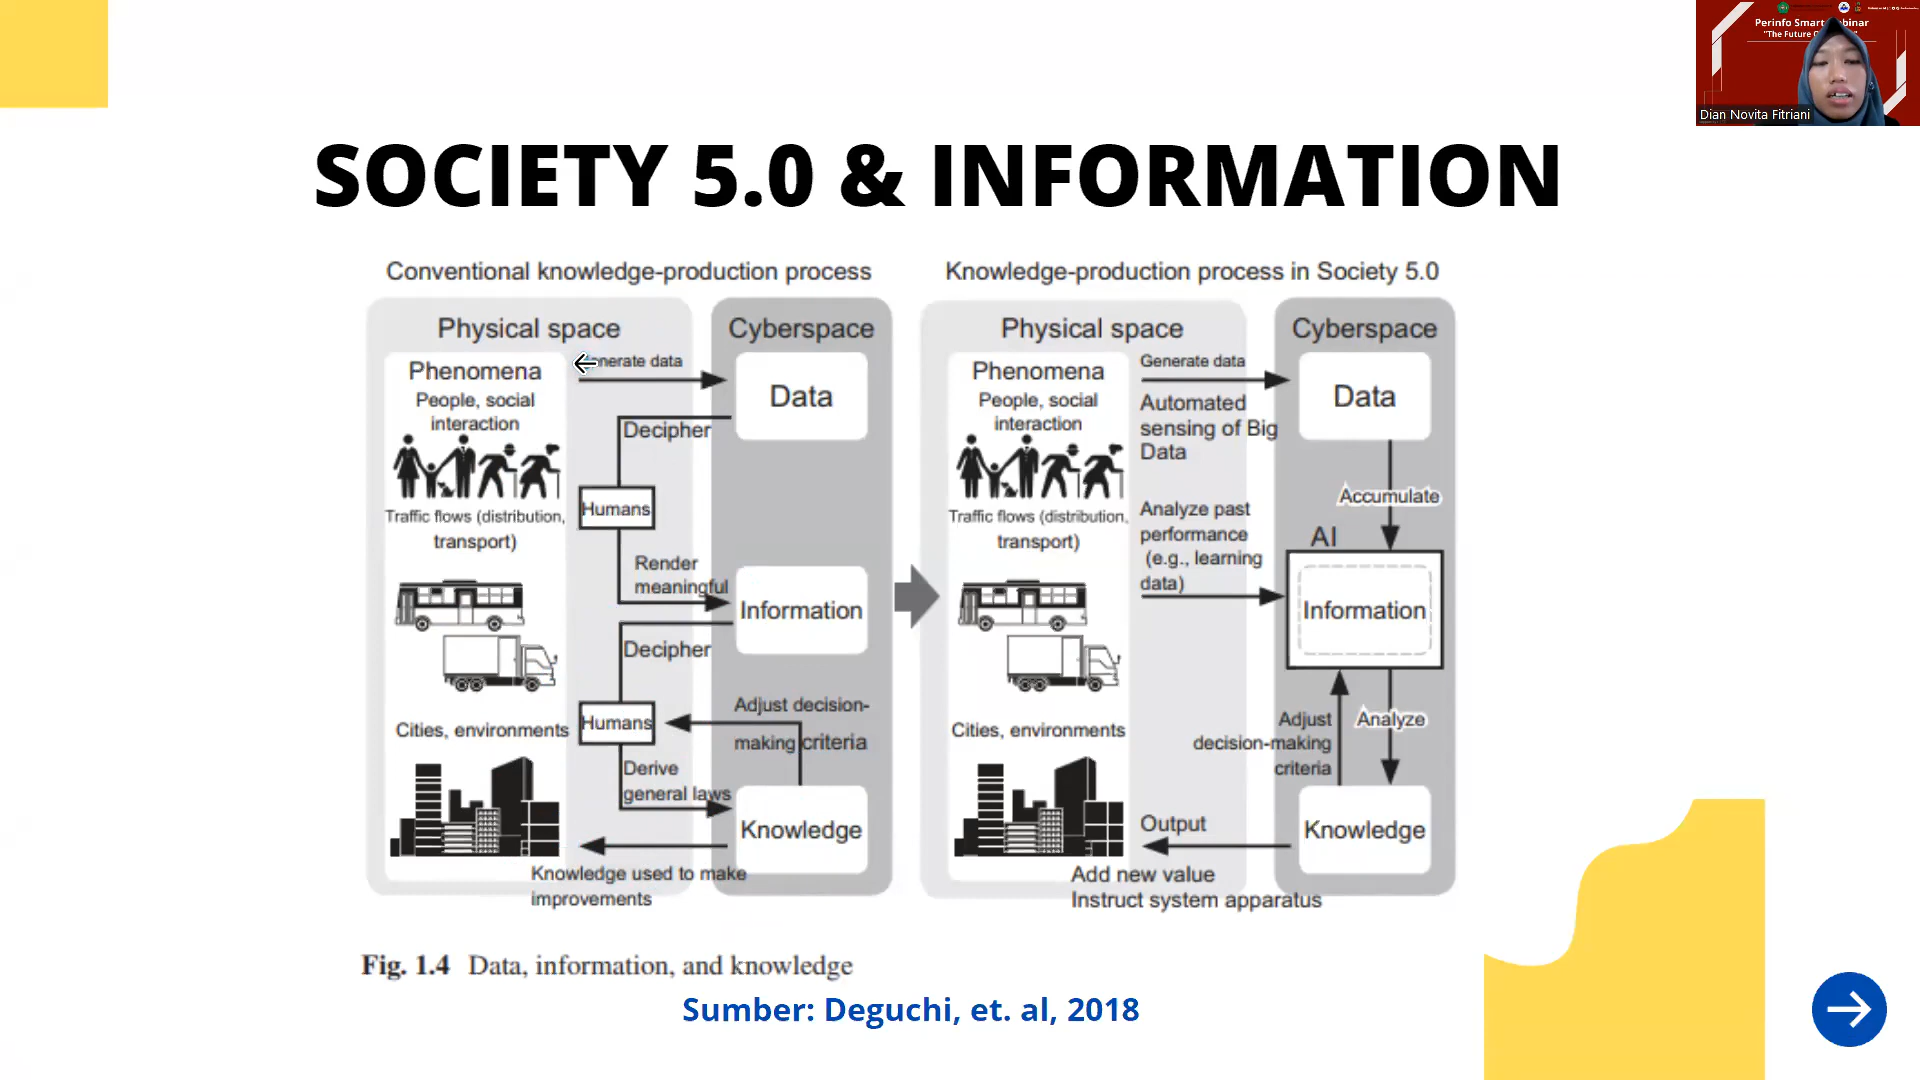 Perinfo Smart
Dian Novita Fitriani
SOCIETY 5.0 & INFORMATION
Conventional knowledge-production process
Physical space
Cyberspace
Phenomena
People, social
interaction
Traffic flows (distribution,
transport)
Cities, environments
Generate data
Data
Decipher
Humans
Render
meaningful
Information
Decipher
Humans
Adjust decision-
making criteria
Derive
general laws
Knowledge
Knowledge used to make
improvements
Knowledge-production process in Society 5.0
Physical space
Cyberspace
Phenomena
People, social
interaction
Traffic flows (distribution,
transport)
Cities, environments
Generate data
Automated
sensing of Big
Data
Data
Accumulate
Analyze past
performance
(e.g., learning
data)
AI
Information
Adjust
decision-making
criteria
Analyze
Knowledge
Output
Add new value
Instruct system apparatus
Fig. 1.4 Data, information, and knowledge
Sumber: Deguchi, et. al, 2018